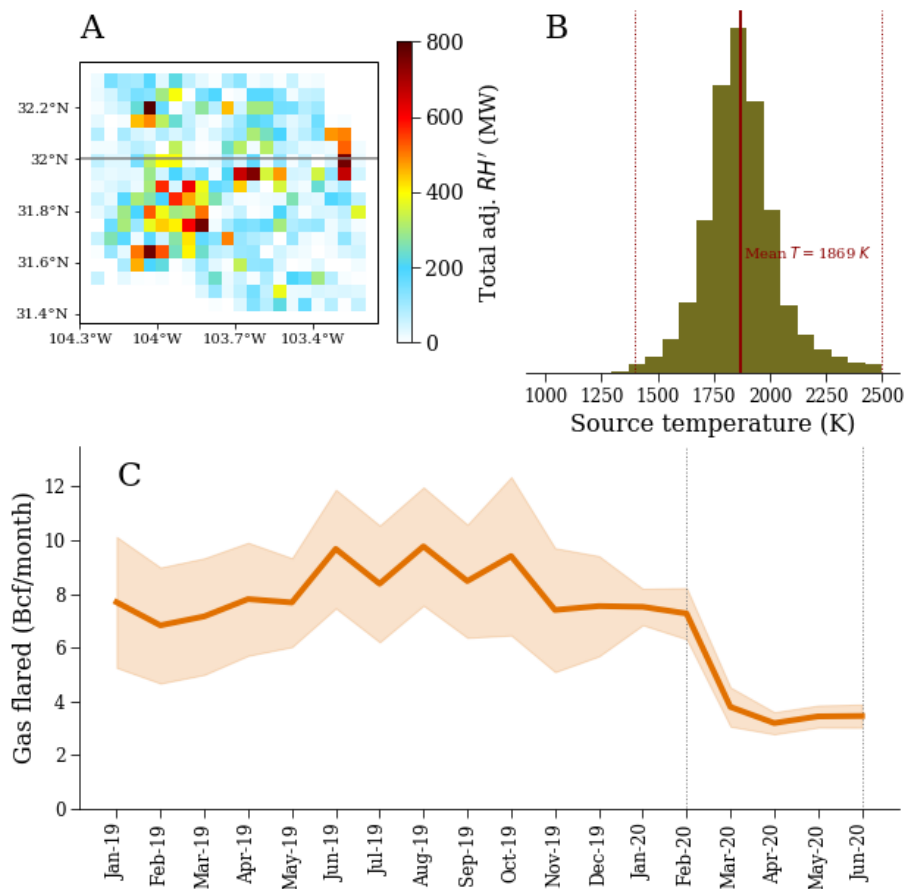 A
32.2°N
32°N
31.8°N
31.6°N
31.4°N
104.3°W
104°W
103.7°W
103.4°W
800
600
400
200
0
Total adj. RH′ (MW)
B
Mean T = 1869 K
1000
1250
1500
1750
2000
2250
2500
Source temperature (K)
C
Gas flared (Bcf/month)
12
10
8
6
4
2
0
Jan-19
Feb-19
Mar-19
Apr-19
May-19
Jun-19
Jul-19
Aug-19
Sep-19
Oct-19
Nov-19
Dec-19
Jan-20
Feb-20
Mar-20
Apr-20
May-20
Jun-20